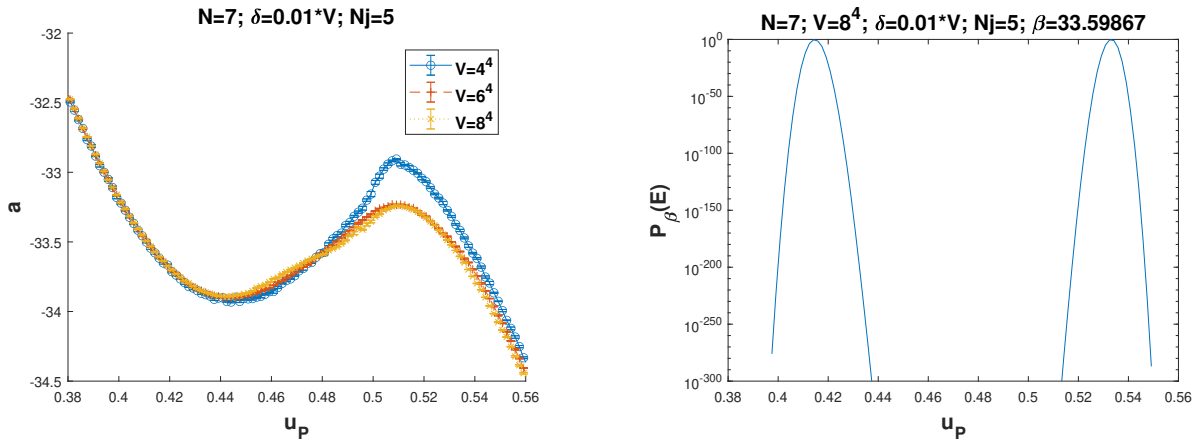 N=7; δ=0.01*V; Nj=5
-32
-32.5
-33
-33.5
-34
-34.5
a
V=4⁴
V=6⁴
V=8⁴
0.38 0.4 0.42 0.44 0.46 0.48 0.5 0.52 0.54 0.56
u_P
N=7; V=8⁴; δ=0.01*V; Nj=5; β=33.59867
10⁰
10⁻⁵⁰
10⁻¹⁰⁰
10⁻¹⁵⁰
10⁻²⁰⁰
10⁻²⁵⁰
10⁻³⁰⁰
P_β(E)
0.38 0.4 0.42 0.44 0.46 0.48 0.5 0.52 0.54 0.56
u_P